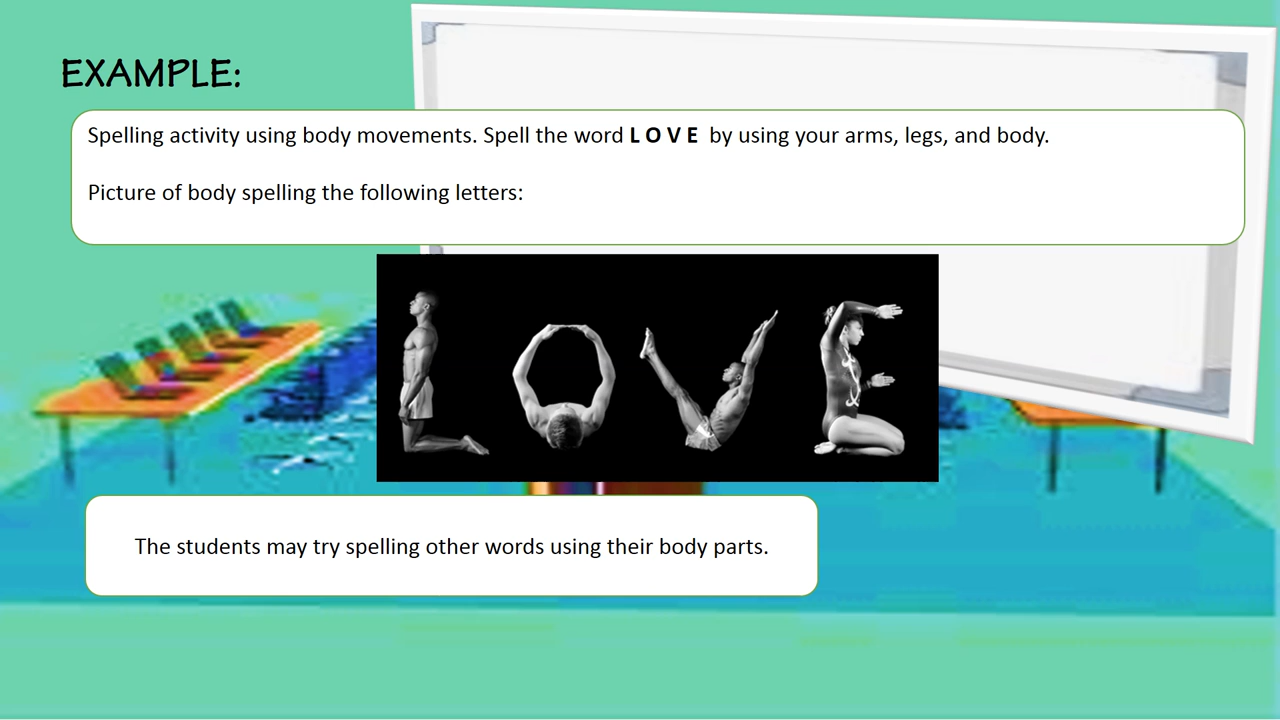 EXAMPLE:
Spelling activity using body movements. Spell the word L O V E by using your arms, legs, and body.
Picture of body spelling the following letters:
The students may try spelling other words using their body parts.